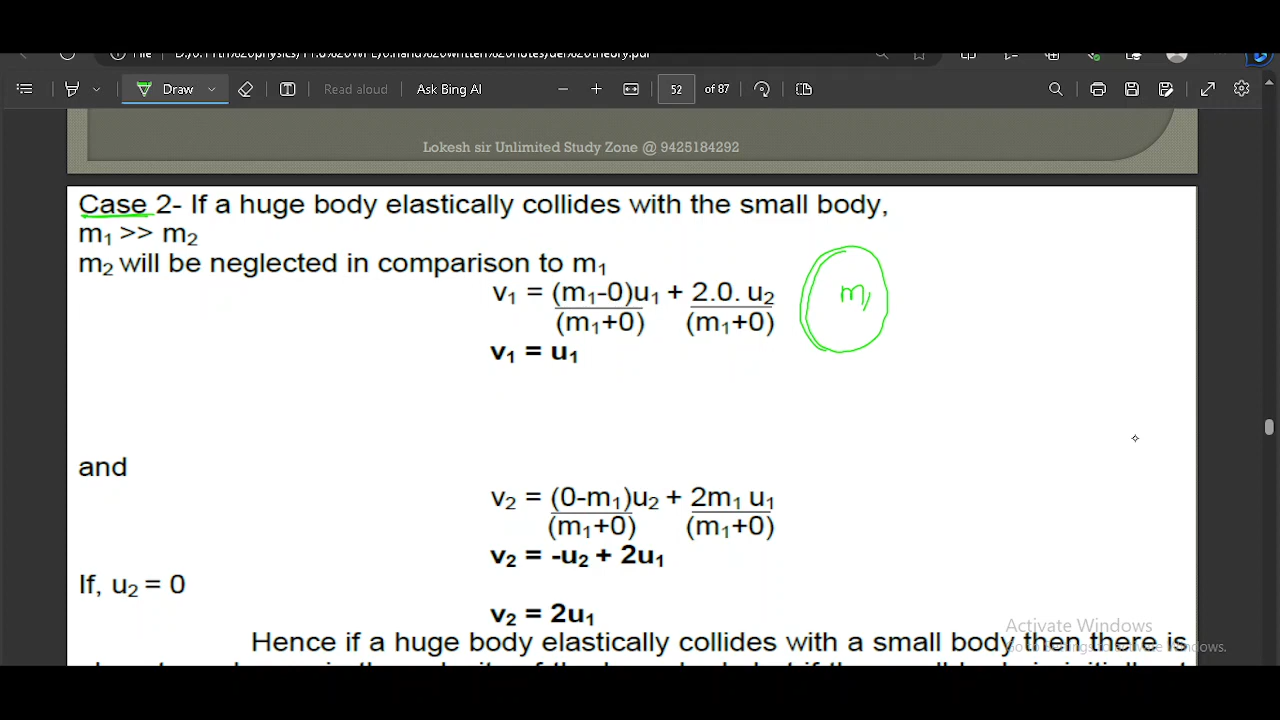 Draw
Read aloud
Ask Bing AI
52 of 87
Lokesh sir Unlimited Study Zone @ 9425184292
Case 2- If a huge body elastically collides with the small body,
m₁ >> m₂
m₂ will be neglected in comparison to m₁
v₁ = (m₁-0)u₁ + 2.0. u₂
(m₁+0) (m₁+0)
m₁
v₁ = u₁
and
v₂ = (0-m₁)u₂ + 2m₁ u₁
(m₁+0) (m₁+0)
v₂ = -u₂ + 2u₁
If, u₂ = 0
v₂ = 2u₁
Activate Windows
Hence if a huge body elastically collides with a small body then there is